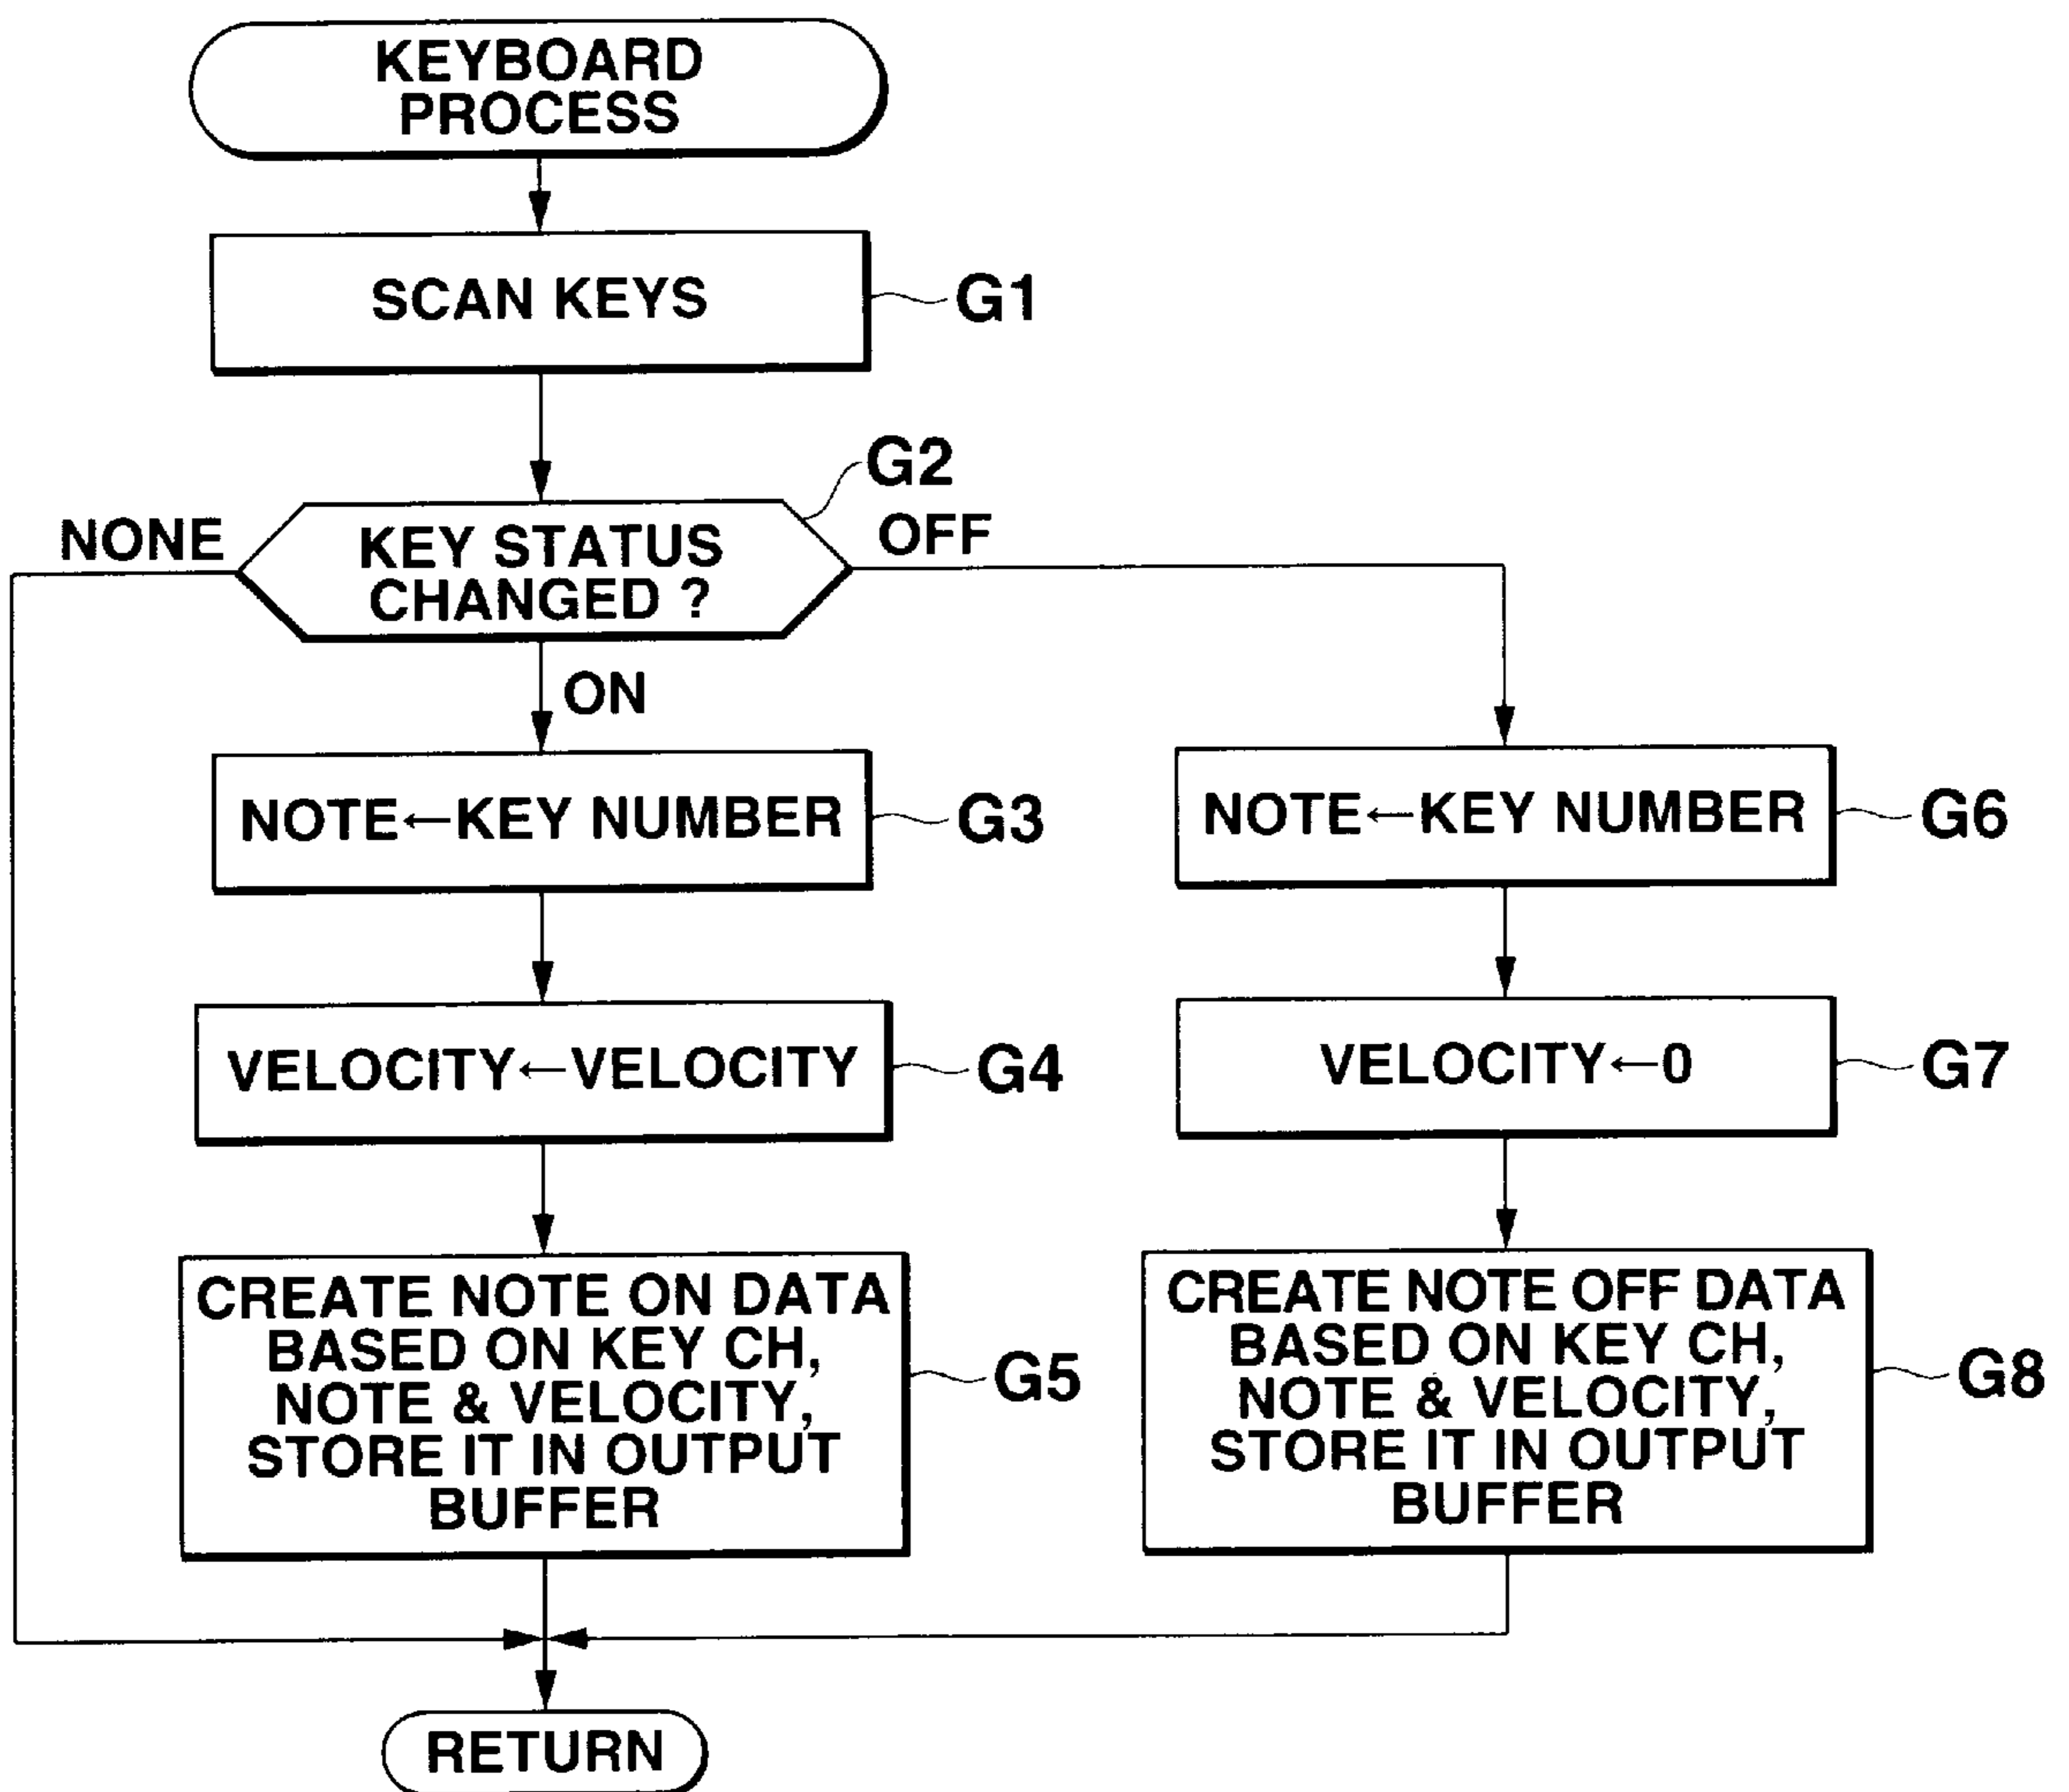 KEYBOARD
PROCESS
SCAN KEYS
G1
G2
NONE
KEY STATUS
CHANGED ?
OFF
ON
NOTE←KEY NUMBER
G3
NOTE←KEY NUMBER
G6
VELOCITY←VELOCITY
G4
VELOCITY←0
G7
CREATE NOTE ON DATA
BASED ON KEY CH,
NOTE & VELOCITY,
STORE IT IN OUTPUT
BUFFER
G5
CREATE NOTE OFF DATA
BASED ON KEY CH,
NOTE & VELOCITY,
STORE IT IN OUTPUT
BUFFER
G8
RETURN